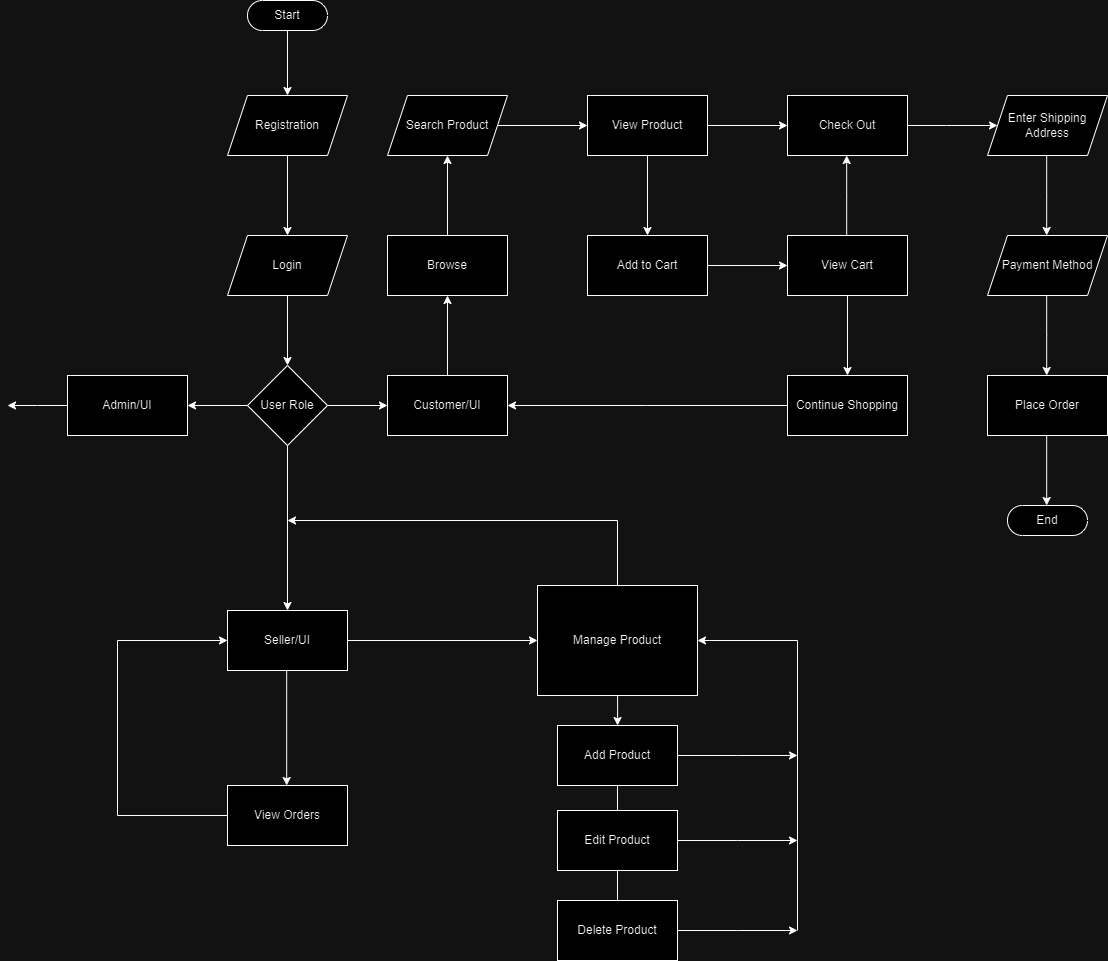 Start
Registration
Search Product
View Product
Check Out
Enter Shipping
Address
Login
Browse
Add to Cart
View Cart
Payment Method
Admin/UI
User Role
Customer/UI
Continue Shopping
Place Order
End
Seller/UI
Manage Product
Add Product
View Orders
Edit Product
Delete Product